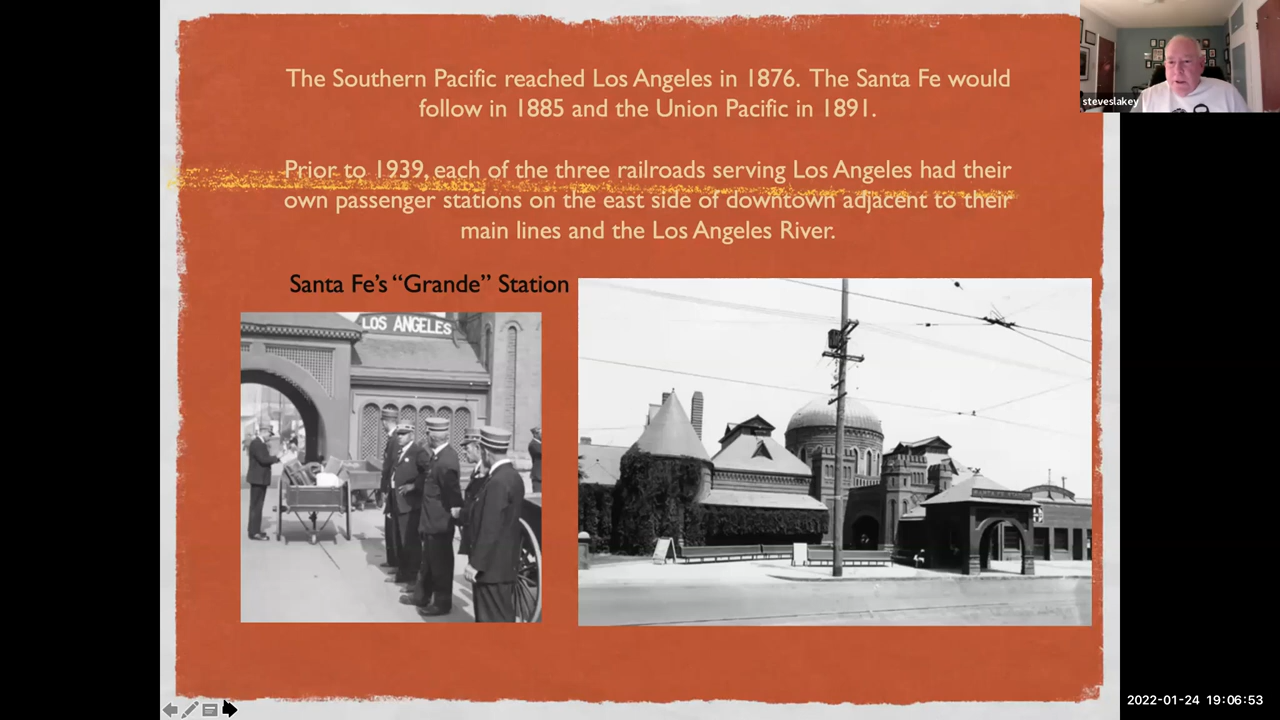 The Southern Pacific reached Los Angeles in 1876. The Santa Fe would
follow in 1885 and the Union Pacific in 1891.
Prior to 1939, each of the three railroads serving Los Angeles had their
own passenger stations on the east side of downtown adjacent to their
main lines and the Los Angeles River.
Santa Fe's “Grande” Station
LOS ANGELES
steveslakey
2022-01-24 19:06:53